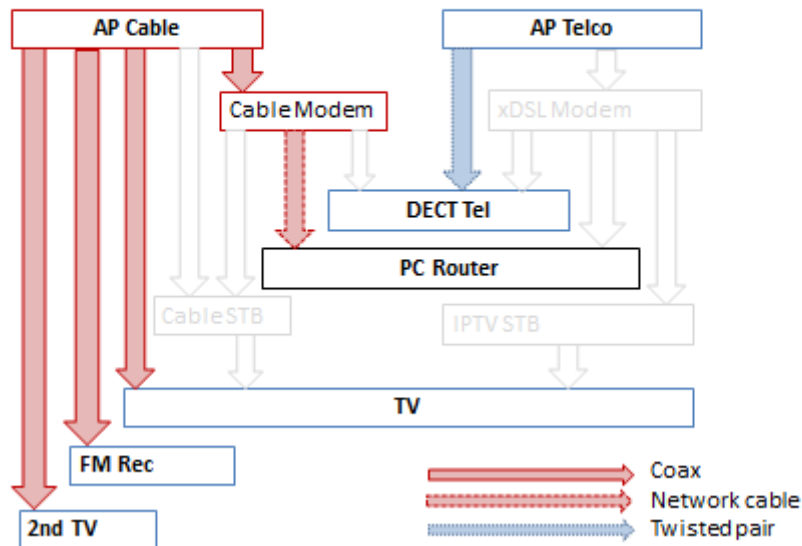 AP Cable
AP Telco
Cable Modem
xDSL Modem
DECT Tel
PC Router
Cable STB
IPTV STB
TV
FM Rec
2nd TV
Coax
Network cable
Twisted pair